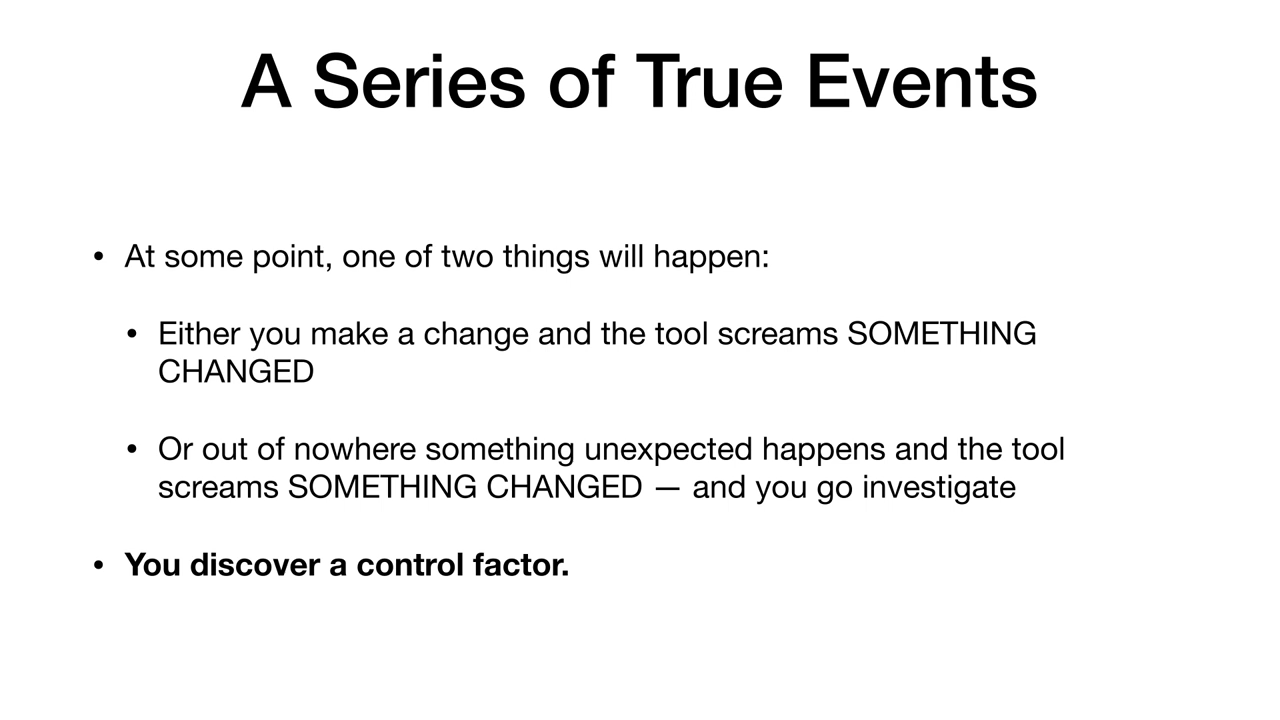 A Series of True Events
• At some point, one of two things will happen:
• Either you make a change and the tool screams SOMETHING
CHANGED
• Or out of nowhere something unexpected happens and the tool
screams SOMETHING CHANGED — and you go investigate
• You discover a control factor.